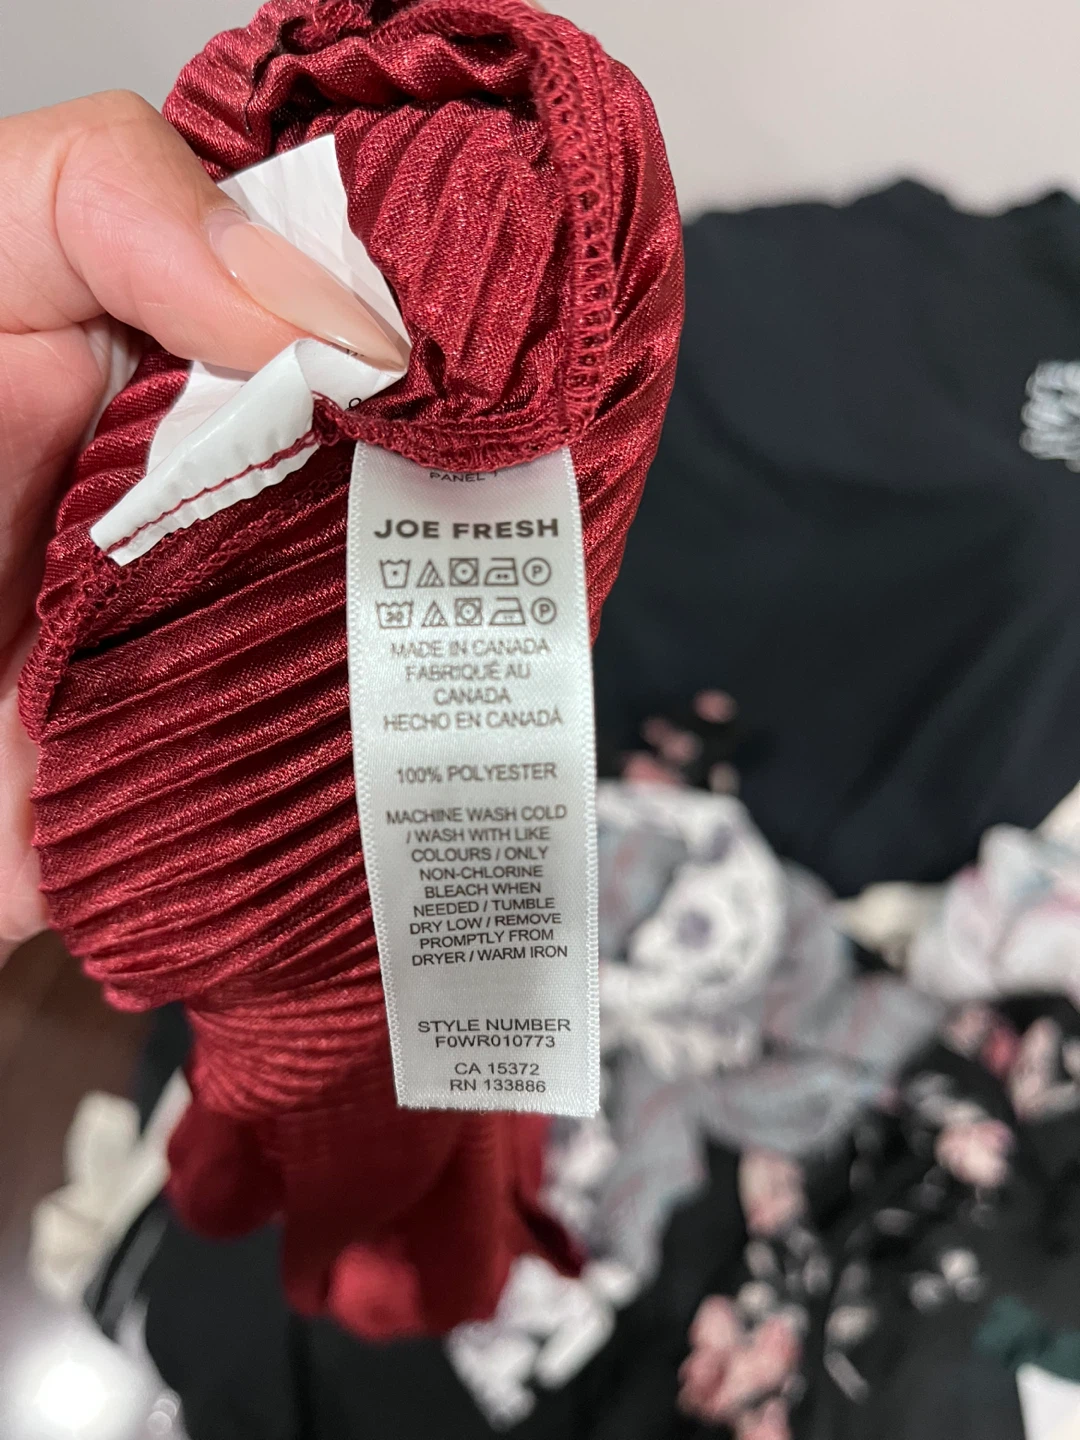 PANEL
JOE FRESH
P
30 P
MADE IN CANADA
FABRIQUÉ AU
CANADA
HECHO EN CANADÁ
100% POLYESTER
MACHINE WASH COLD
/ WASH WITH LIKE
COLOURS / ONLY
NON-CHLORINE
BLEACH WHEN
NEEDED / TUMBLE
DRY LOW / REMOVE
PROMPTLY FROM
DRYER / WARM IRON
STYLE NUMBER
F0WR010773
CA 15372
RN 133886